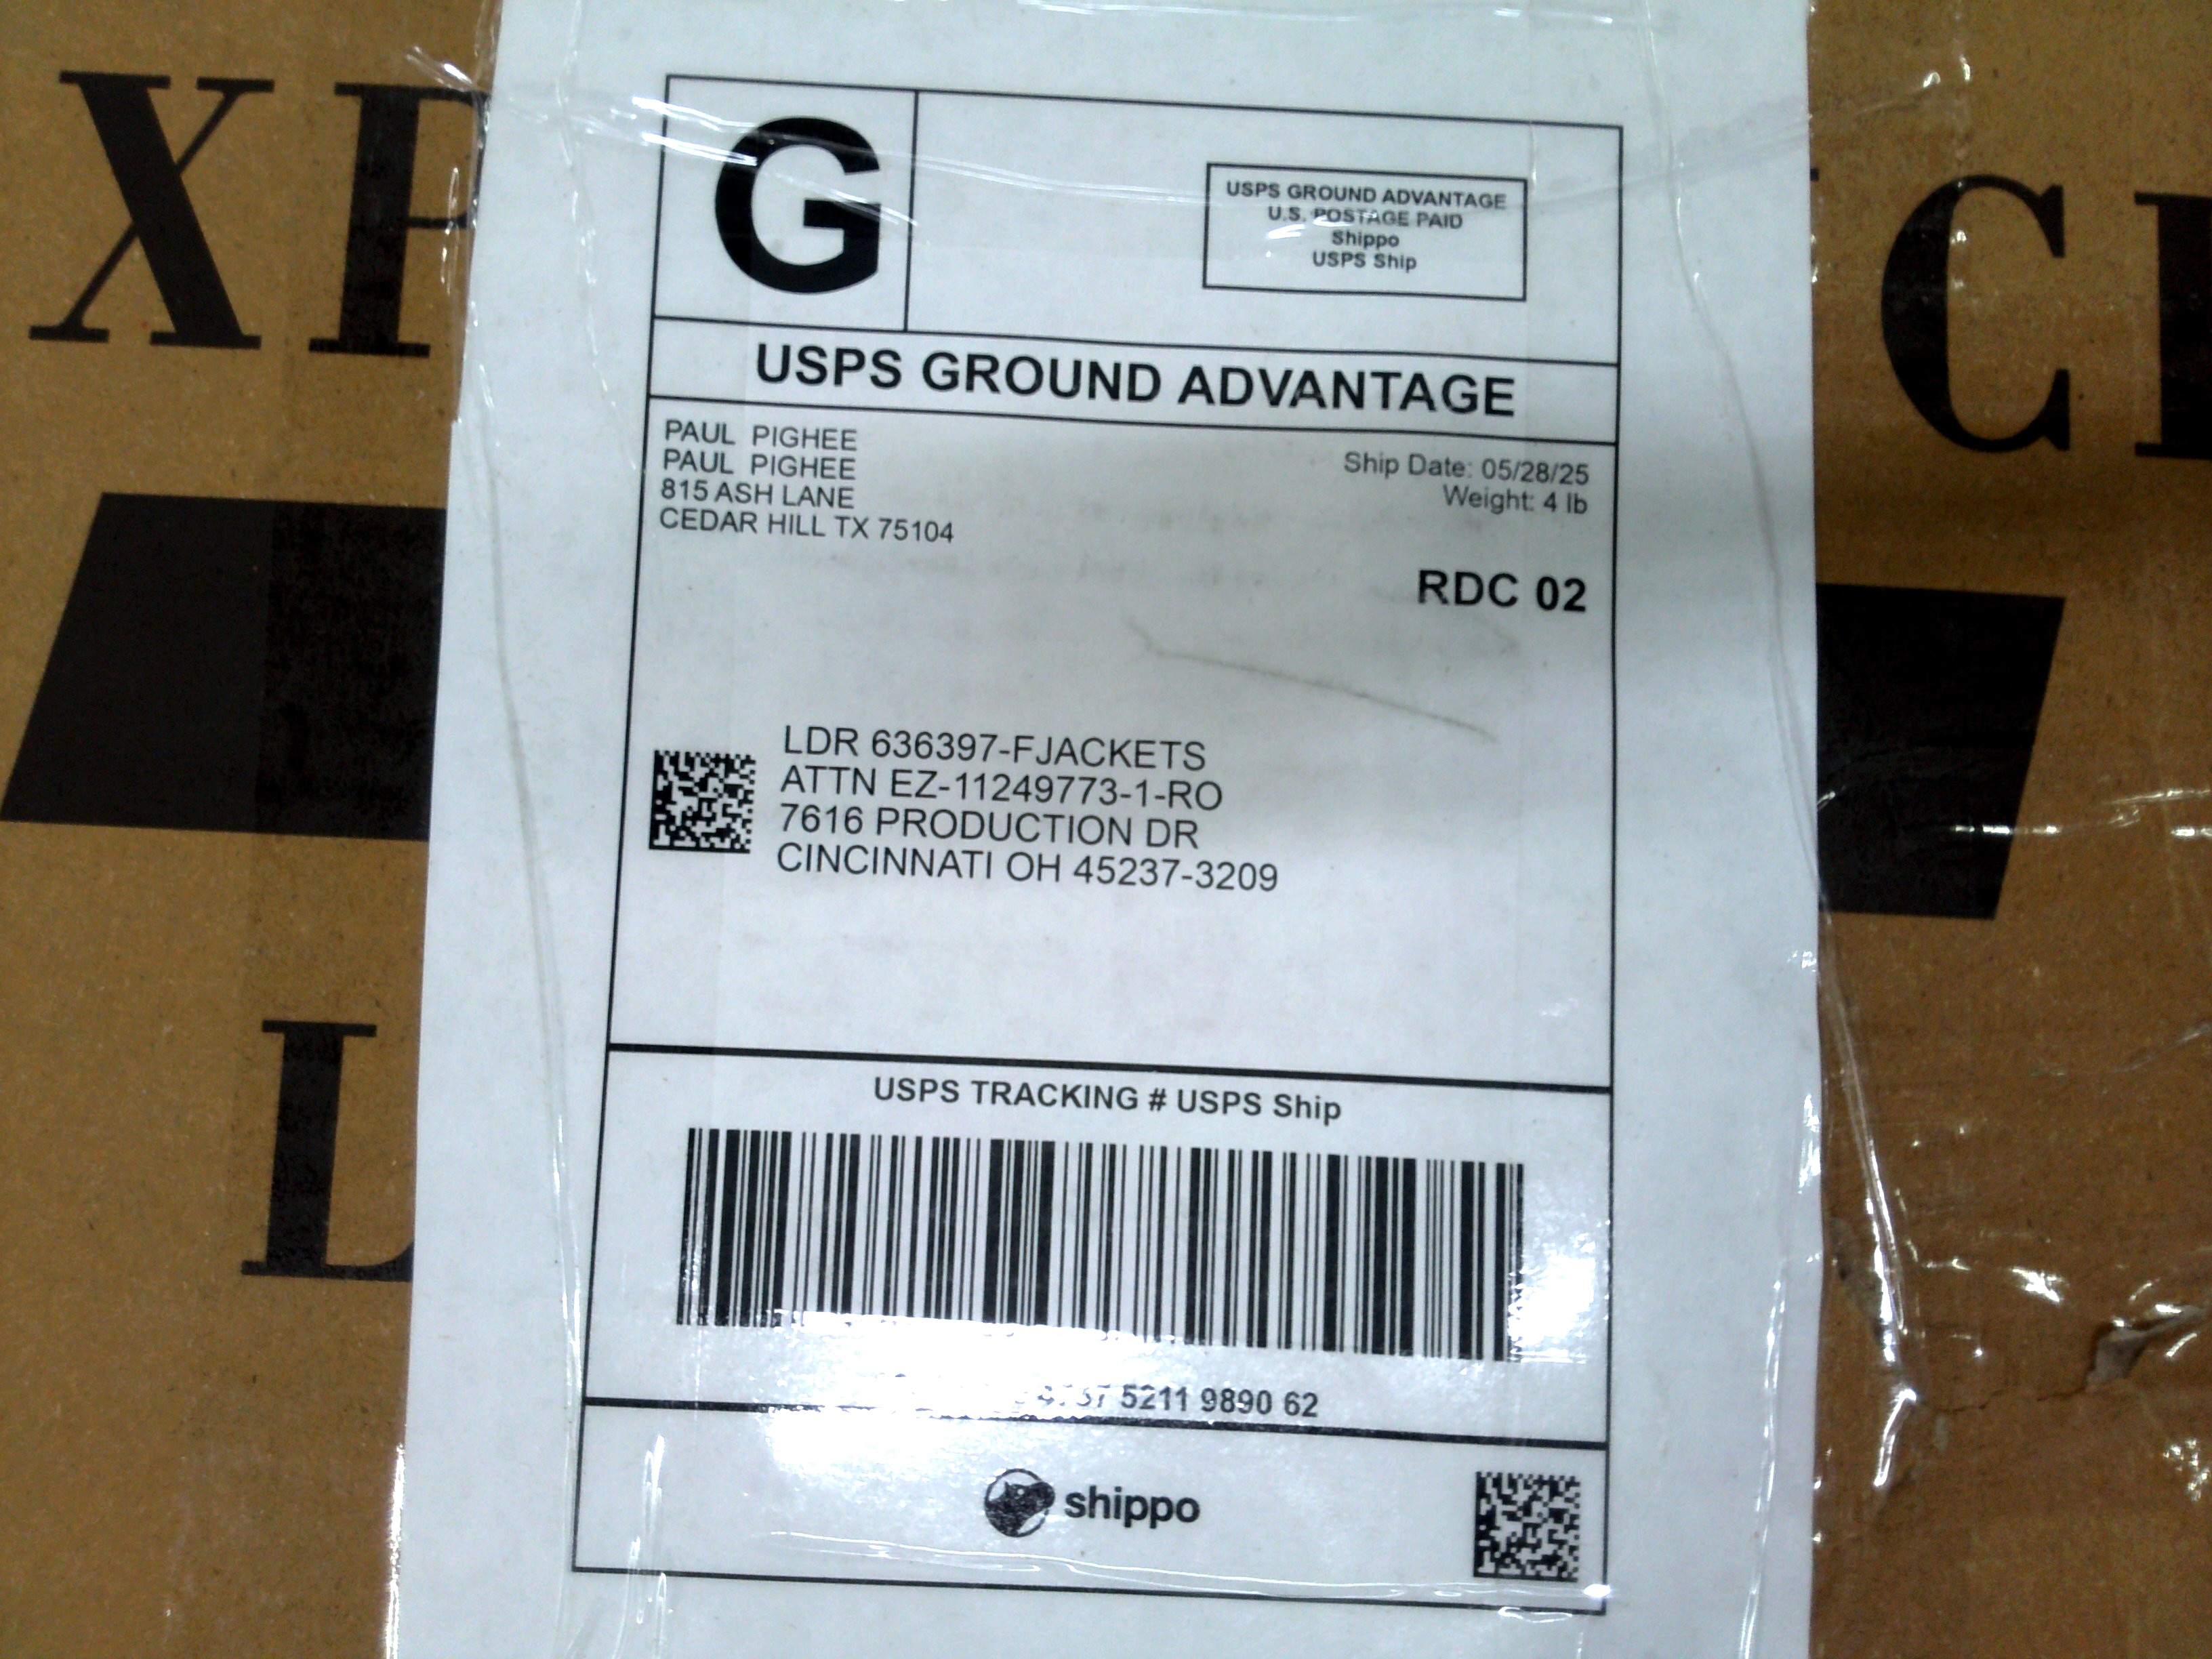 G
USPS GROUND ADVANTAGE
U.S. POSTAGE PAID
Shippo
USPS Ship
USPS GROUND ADVANTAGE
PAUL PIGHEE
PAUL PIGHEE
815 ASH LANE
CEDAR HILL TX 75104
Ship Date: 05/28/25
Weight: 4 lb
RDC 02
LDR 636397-FJACKETS
ATTN EZ-11249773-1-RO
7616 PRODUCTION DR
CINCINNATI OH 45237-3209
USPS TRACKING # USPS Ship
5211 9890 62
shippo